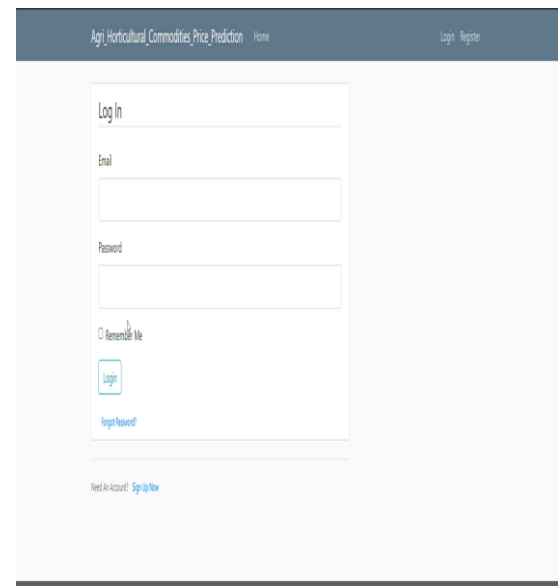 Agri_Horticultural_Commodities_Price_Prediction Home Login Register
Log In
Email
Password
Remember Me
Login
Forgot Password?
Need An Account? Sign Up Now